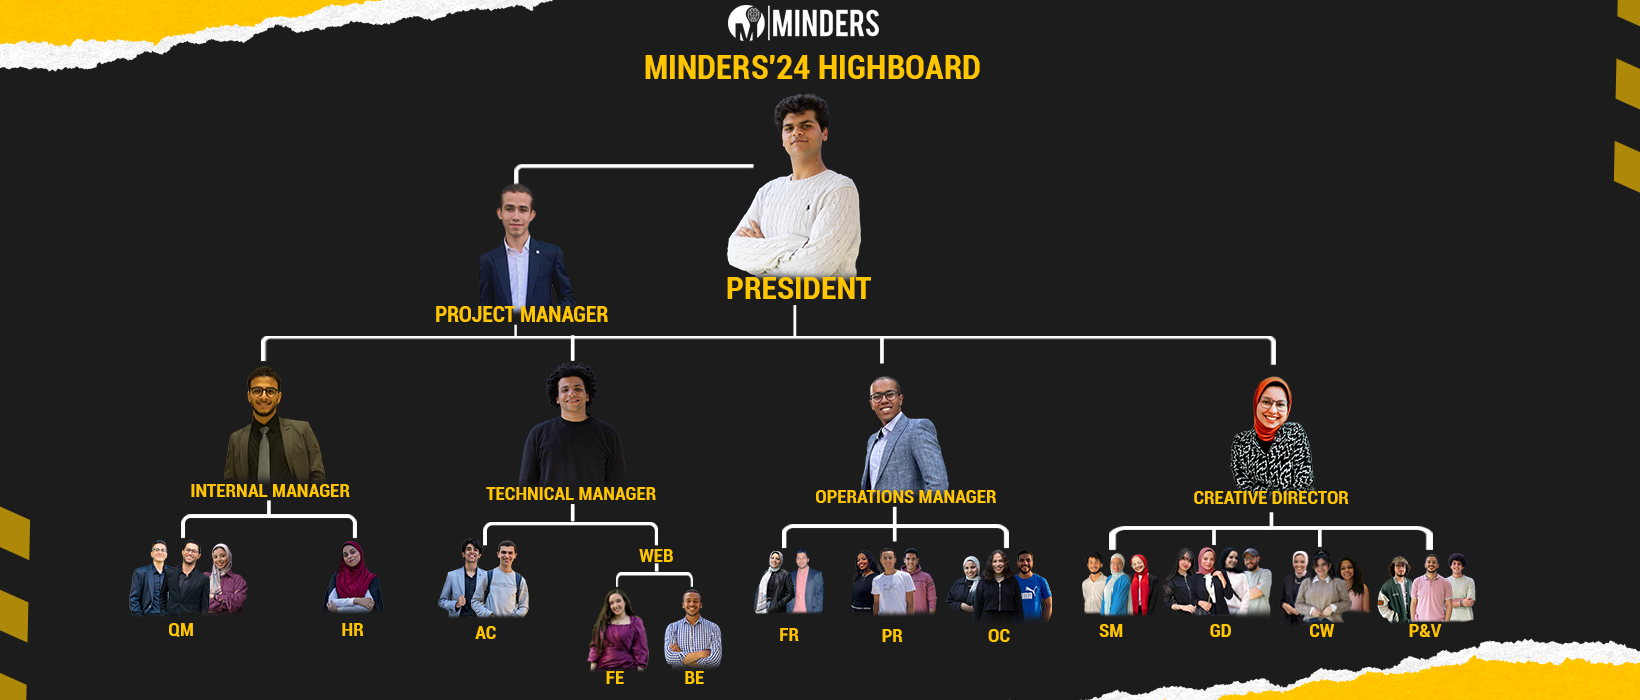 MINDERS
MINDERS'24 HIGHBOARD
PRESIDENT
PROJECT MANAGER
INTERNAL MANAGER
TECHNICAL MANAGER
OPERATIONS MANAGER
CREATIVE DIRECTOR
WEB
QM
HR
AC
FE
BE
FR
PR
OC
SM
GD
CW
P&V